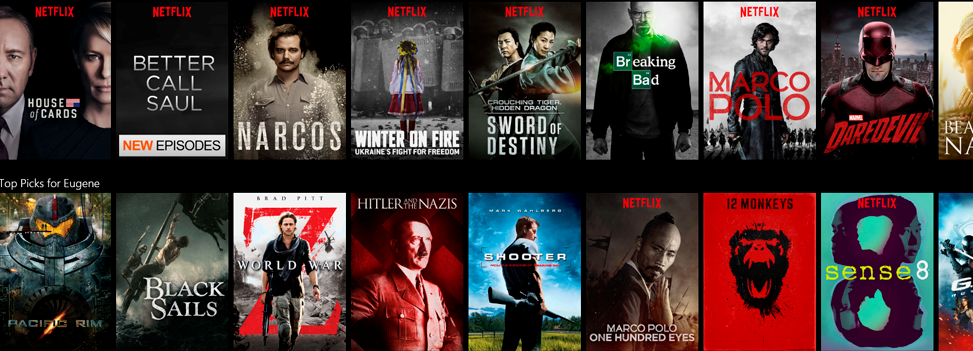 NETFLIX
HOUSE
of CARDS
BETTER
CALL
SAUL
NEW EPISODES
NETFLIX
NARCOS
NETFLIX
WINTER ON FIRE
UKRAINE'S FIGHT FOR FREEDOM
NETFLIX
CROUCHING TIGER,
HIDDEN DRAGON
SWORD OF
DESTINY
Breaking
Bad
NETFLIX
MARCO
POLO
NETFLIX
MARVEL
DAREDEVIL
NA
Top Picks for Eugene
PACIFIC RIM
BLACK
SAILS
BRAD PITT
Z
WORLD WAR
HITLER AND THE NAZIS
MARK WAHLBERG
SHOOTER
NETFLIX
MARCO POLO
ONE HUNDRED EYES
12 MONKEYS
NETFLIX
sense8
G.